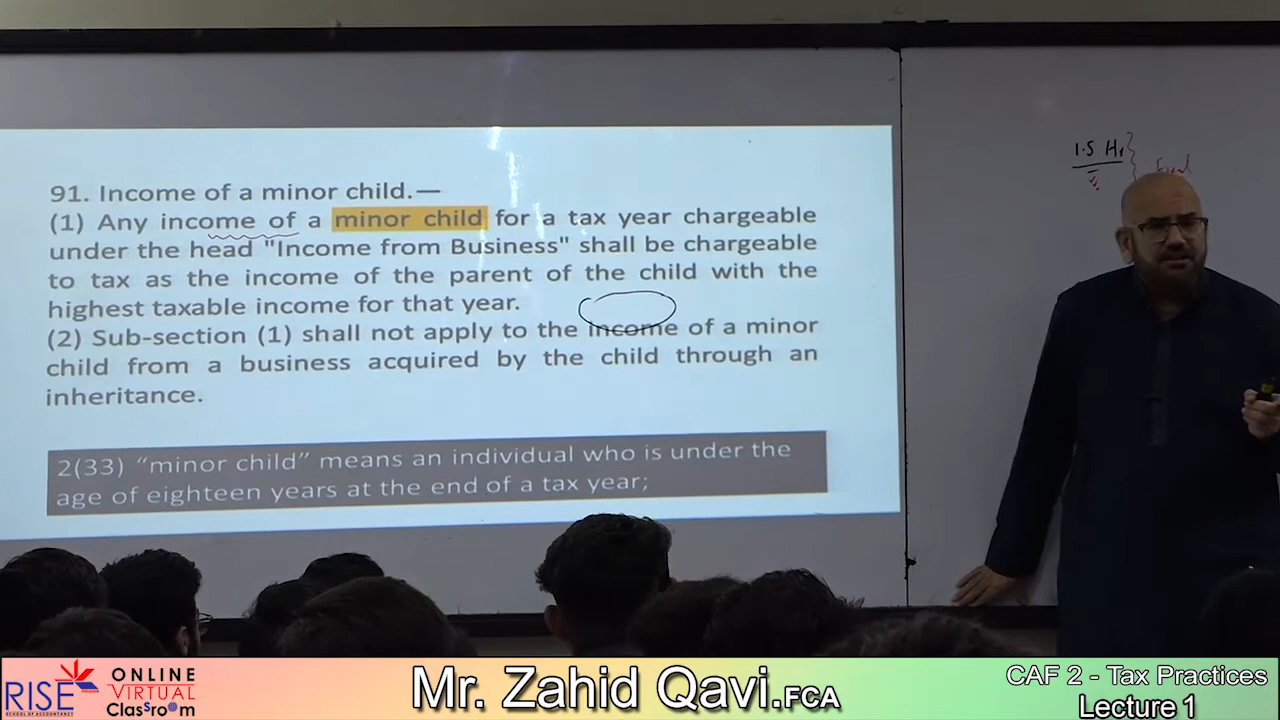 91. Income of a minor child.—
(1) Any income of a minor child for a tax year chargeable
under the head "Income from Business" shall be chargeable
to tax as the income of the parent of the child with the
highest taxable income for that year.
(2) Sub-section (1) shall not apply to the income of a minor
child from a business acquired by the child through an
inheritance.
2(33) “minor child” means an individual who is under the
age of eighteen years at the end of a tax year;
1.5 Hr
RISE
SCHOOL OF ACCOUNTANCY
ONLINE
VIRTUAL
Classroom
Mr. Zahid Qavi.FCA
CAF 2 - Tax Practices
Lecture 1